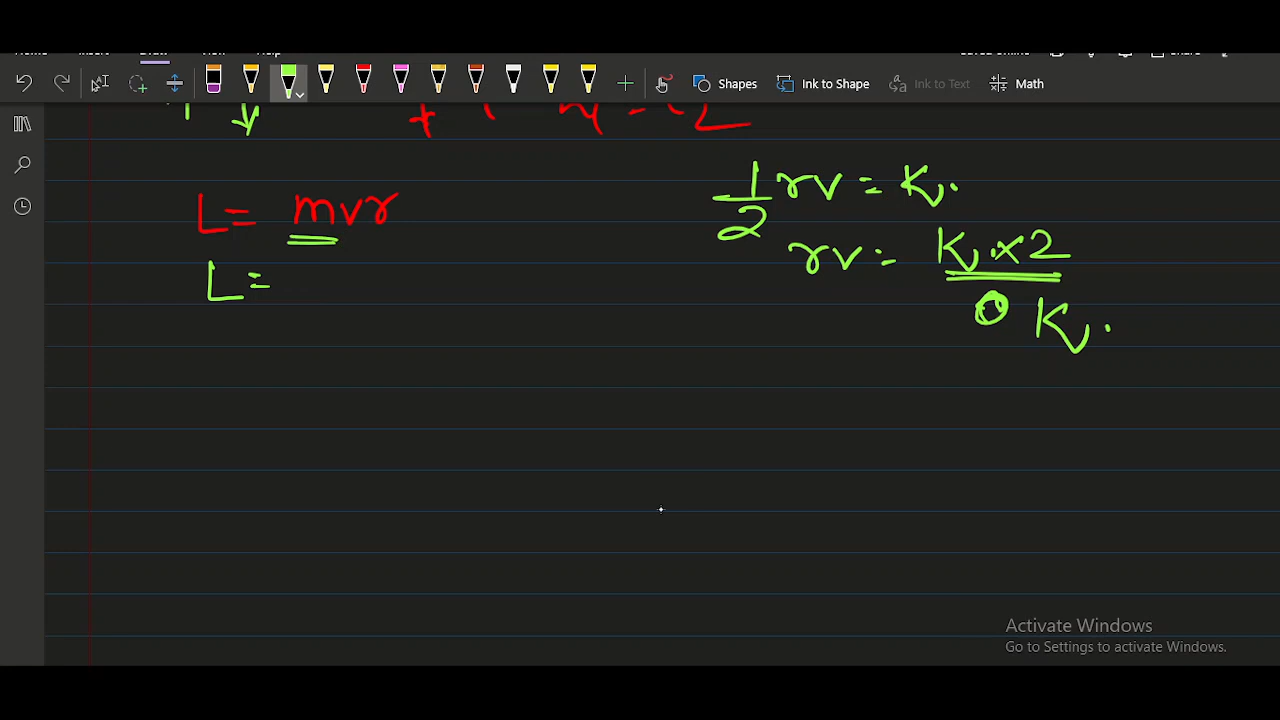 Shapes Ink to Shape Ink to Text Math
L = mvr
L =
1/2 rv = K.
rv = K. × 2
K.
Activate Windows
Go to Settings to activate Windows.